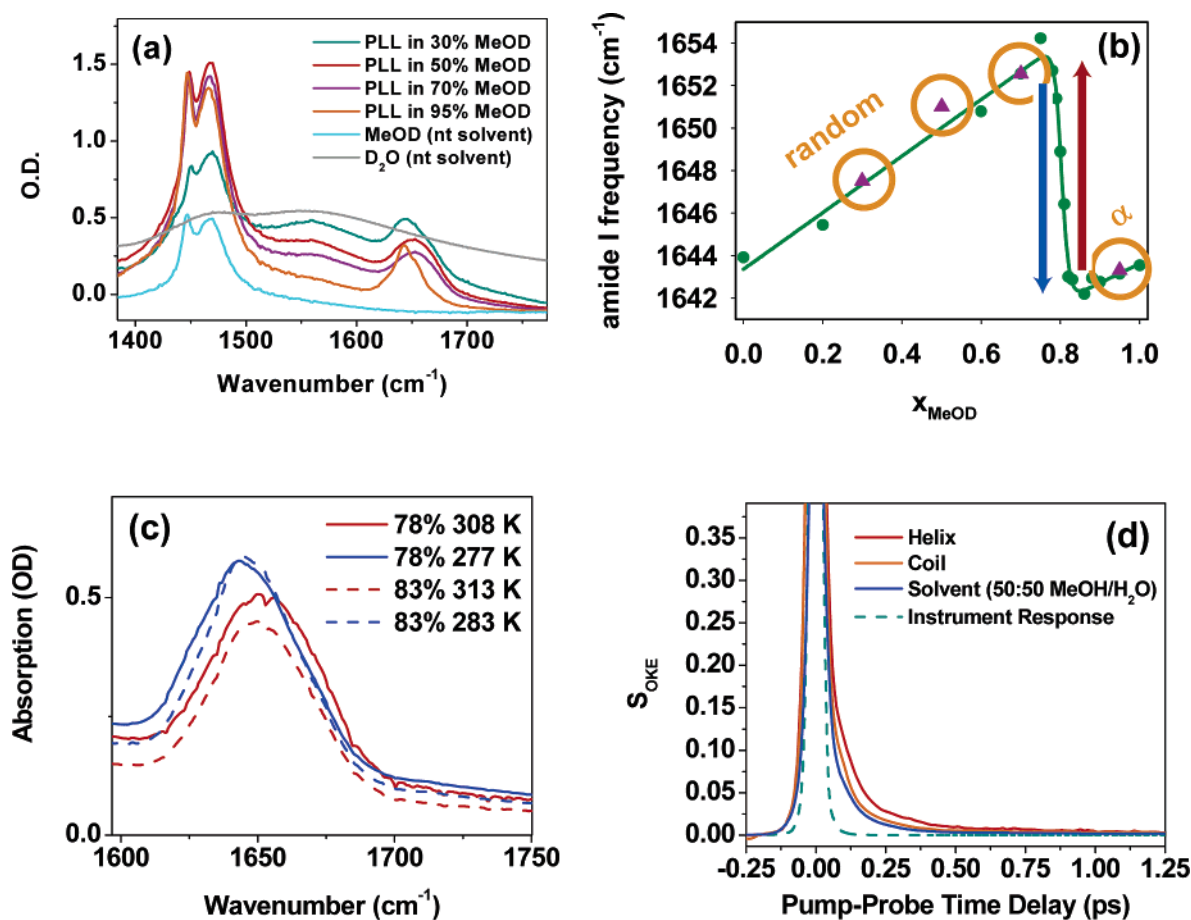 (a)
PLL in 30% MeOD
PLL in 50% MeOD
PLL in 70% MeOD
PLL in 95% MeOD
MeOD (nt solvent)
D₂O (nt solvent)
1.5
1.0
0.5
0.0
O.D.
1400 1500 1600 1700
Wavenumber (cm⁻¹)
(b)
1654
1652
1650
1648
1646
1644
1642
amide I frequency (cm⁻¹)
random
α
0.0 0.2 0.4 0.6 0.8 1.0
x_MeOD
(c)
78% 308 K
78% 277 K
83% 313 K
83% 283 K
0.5
0.0
Absorption (OD)
1600 1650 1700 1750
Wavenumber (cm⁻¹)
(d)
Helix
Coil
Solvent (50:50 MeOH/H₂O)
Instrument Response
0.35
0.30
0.25
0.20
0.15
0.10
0.05
0.00
S_OKE
-0.25 0.00 0.25 0.50 0.75 1.00 1.25
Pump-Probe Time Delay (ps)